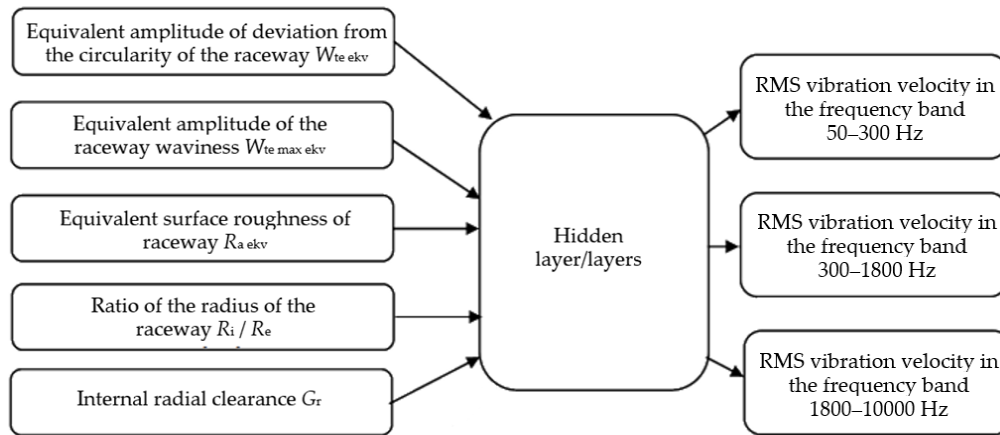 Equivalent amplitude of deviation from
the circularity of the raceway Wte ekv
Equivalent amplitude of the
raceway waviness Wte max ekv
Equivalent surface roughness of
raceway Ra ekv
Ratio of the radius of the
raceway Ri / Re
Internal radial clearance Gr
Hidden
layer/layers
RMS vibration velocity in
the frequency band
50–300 Hz
RMS vibration velocity in
the frequency band
300–1800 Hz
RMS vibration velocity in
the frequency band
1800–10000 Hz